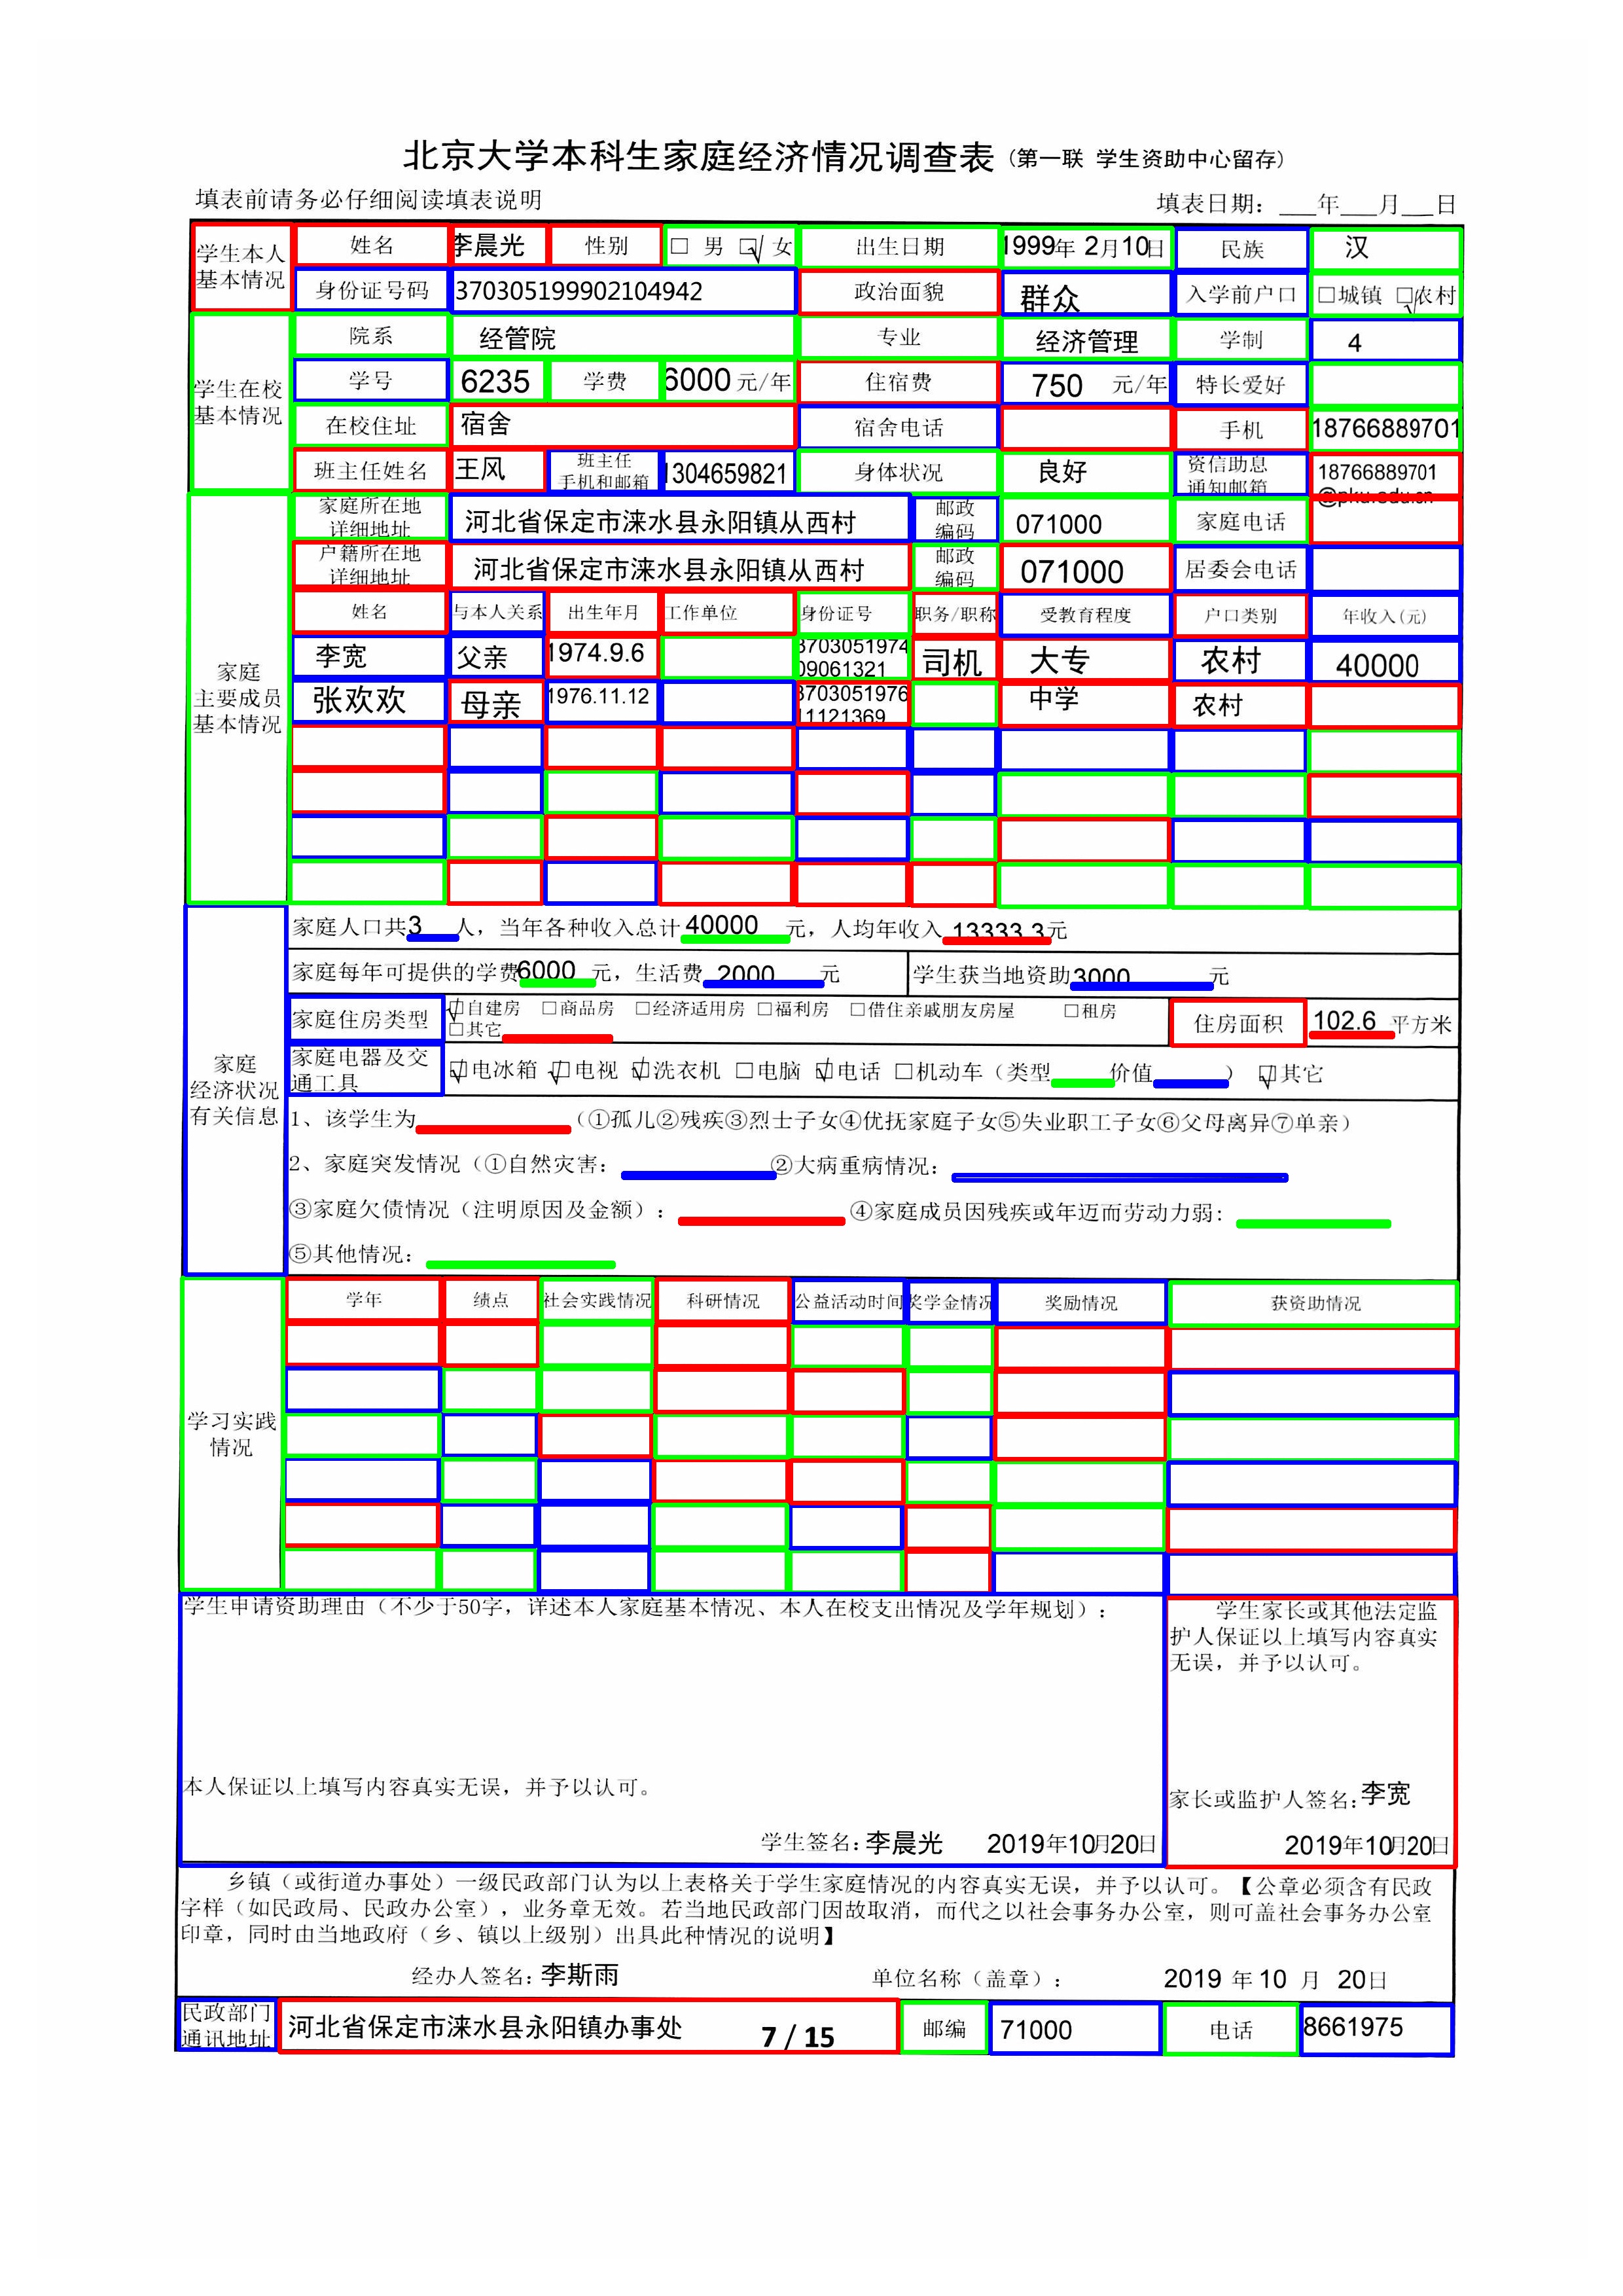 北京大学本科生家庭经济情况调查表（第一联 学生资助中心留存）
填表前请务必仔细阅读填表说明 填表日期：___年___月___日
学生本人基本情况 姓名 李晨光 性别 □ 男 ☑ 女 出生日期 1999年 2月10日 民族 汉
身份证号码 370305199902104942 政治面貌 群众 入学前户口 □城镇 ☑农村
学生在校基本情况 院系 经管院 专业 经济管理 学制 4
学号 6235 学费 6000 元/年 住宿费 750 元/年 特长爱好
在校住址 宿舍 宿舍电话 手机 18766889701
班主任姓名 王风 班主任手机和邮箱 1304659821 身体状况 良好 资信助息通知邮箱 18766889701@pku.edu.cn
家庭主要成员基本情况 家庭所在地详细地址 河北省保定市涞水县永阳镇从西村 邮政编码 071000 家庭电话
户籍所在地详细地址 河北省保定市涞水县永阳镇从西村 邮政编码 071000 居委会电话
姓名 与本人关系 出生年月 工作单位 身份证号 职务/职称 受教育程度 户口类别 年收入(元)
李宽 父亲 1974.9.6 370305197409061321 司机 大专 农村 40000
张欢欢 母亲 1976.11.12 370305197611121369 中学 农村
家庭经济状况有关信息 家庭人口共3人，当年各种收入总计40000元，人均年收入13333.3元
家庭每年可提供的学费6000元，生活费2000元 学生获当地资助3000元
家庭住房类型 ☑自建房 □商品房 □经济适用房 □福利房 □借住亲戚朋友房屋 □租房
□其它 住房面积 102.6 平方米
家庭电器及交通工具 ☑电冰箱 ☑电视 ☑洗衣机 □电脑 ☑电话 □机动车（类型 价值 ） ☑其它
1、该学生为 （①孤儿②残疾③烈士子女④优抚家庭子女⑤失业职工子女⑥父母离异⑦单亲）
2、家庭突发情况（①自然灾害： ②大病重病情况：
③家庭欠债情况（注明原因及金额）： ④家庭成员因残疾或年迈而劳动力弱：
⑤其他情况：
学习实践情况 学年 绩点 社会实践情况 科研情况 公益活动时间 奖学金情况 奖励情况 获资助情况
学生申请资助理由（不少于50字，详述本人家庭基本情况、本人在校支出情况及学年规划）：
本人保证以上填写内容真实无误，并予以认可。
学生签名：李晨光 2019年10月20日
学生家长或其他法定监
护人保证以上填写内容真实
无误，并予以认可。
家长或监护人签名：李宽
2019年10月20日
乡镇（或街道办事处）一级民政部门认为以上表格关于学生家庭情况的内容真实无误，并予以认可。【公章必须含有民政
字样（如民政局、民政办公室），业务章无效。若当地民政部门因故取消，而代之以社会事务办公室，则可盖社会事务办公室
印章，同时由当地政府（乡、镇以上级别）出具此种情况的说明】
经办人签名：李斯雨 单位名称（盖章）： 2019 年 10 月 20日
民政部门通讯地址 河北省保定市涞水县永阳镇办事处 邮编 71000 电话 8661975
7 / 15